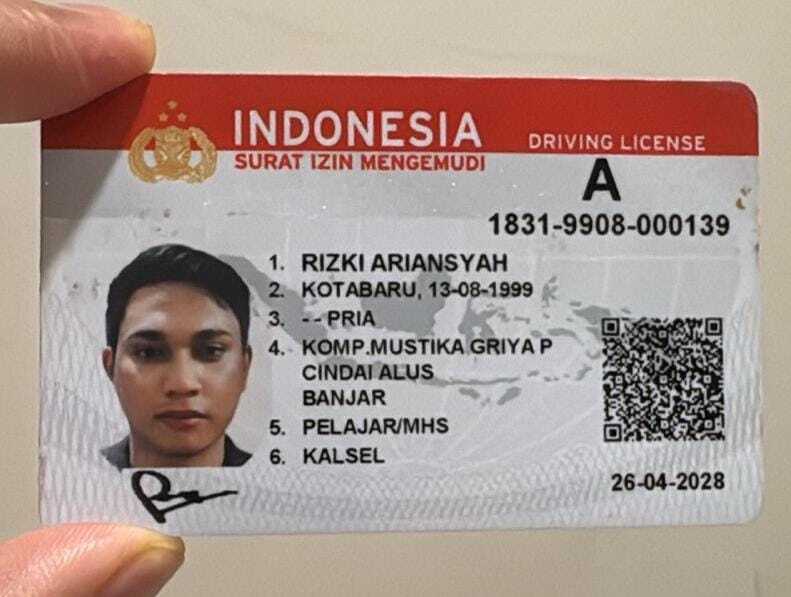 INDONESIA
SURAT IZIN MENGEMUDI
DRIVING LICENSE
A
1831-9908-000139
1. RIZKI ARIANSYAH
2. KOTABARU, 13-08-1999
3. - - PRIA
4. KOMP.MUSTIKA GRIYA P
CINDAI ALUS
BANJAR
5. PELAJAR/MHS
6. KALSEL
26-04-2028